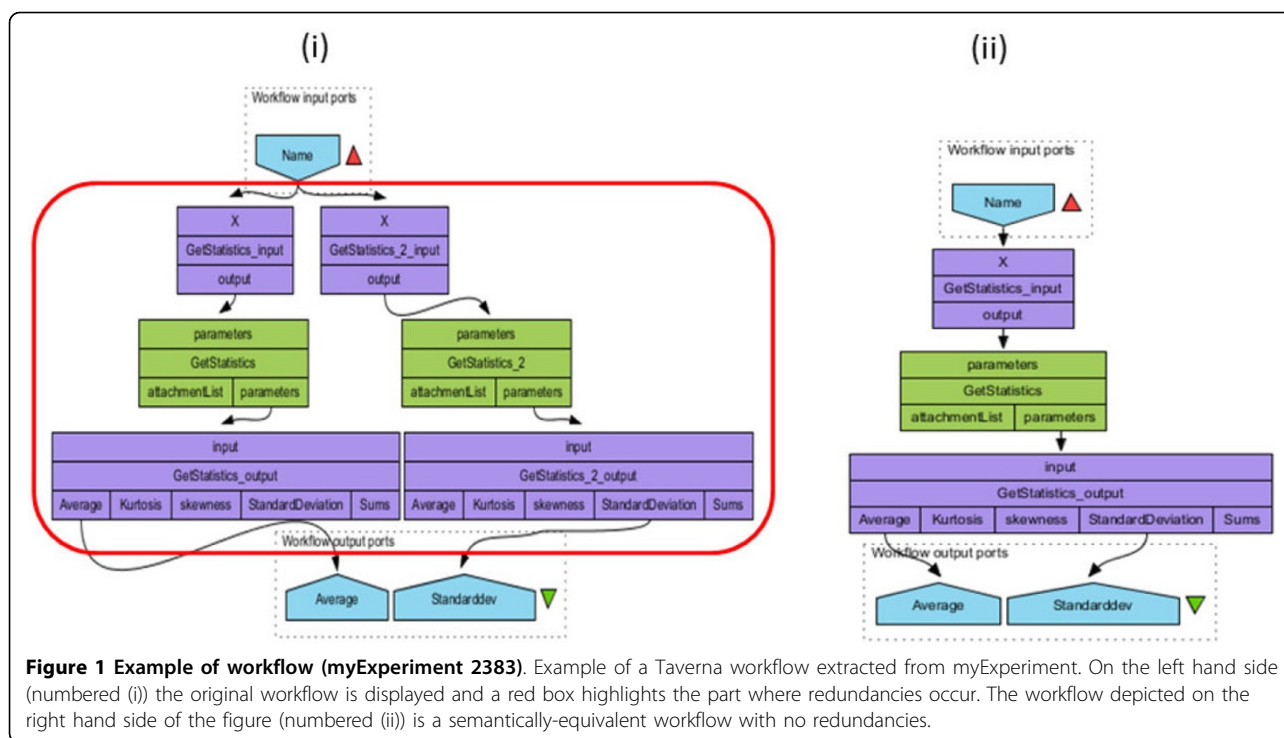 (i)
Workflow input ports
Name
X
GetStatistics_input
output
X
GetStatistics_2_input
output
parameters
GetStatistics
attachmentList parameters
parameters
GetStatistics_2
attachmentList parameters
input
GetStatistics_output
Average Kurtosis skewness StandardDeviation Sums
input
GetStatistics_2_output
Average Kurtosis skewness StandardDeviation Sums
Workflow output ports
Average
Standarddev
(ii)
Workflow input ports
Name
X
GetStatistics_input
output
parameters
GetStatistics
attachmentList parameters
input
GetStatistics_output
Average Kurtosis skewness StandardDeviation Sums
Workflow output ports
Average
Standarddev
Figure 1 Example of workflow (myExperiment 2383). Example of a Taverna workflow extracted from myExperiment. On the left hand side
(numbered (i)) the original workflow is displayed and a red box highlights the part where redundancies occur. The workflow depicted on the
right hand side of the figure (numbered (ii)) is a semantically-equivalent workflow with no redundancies.